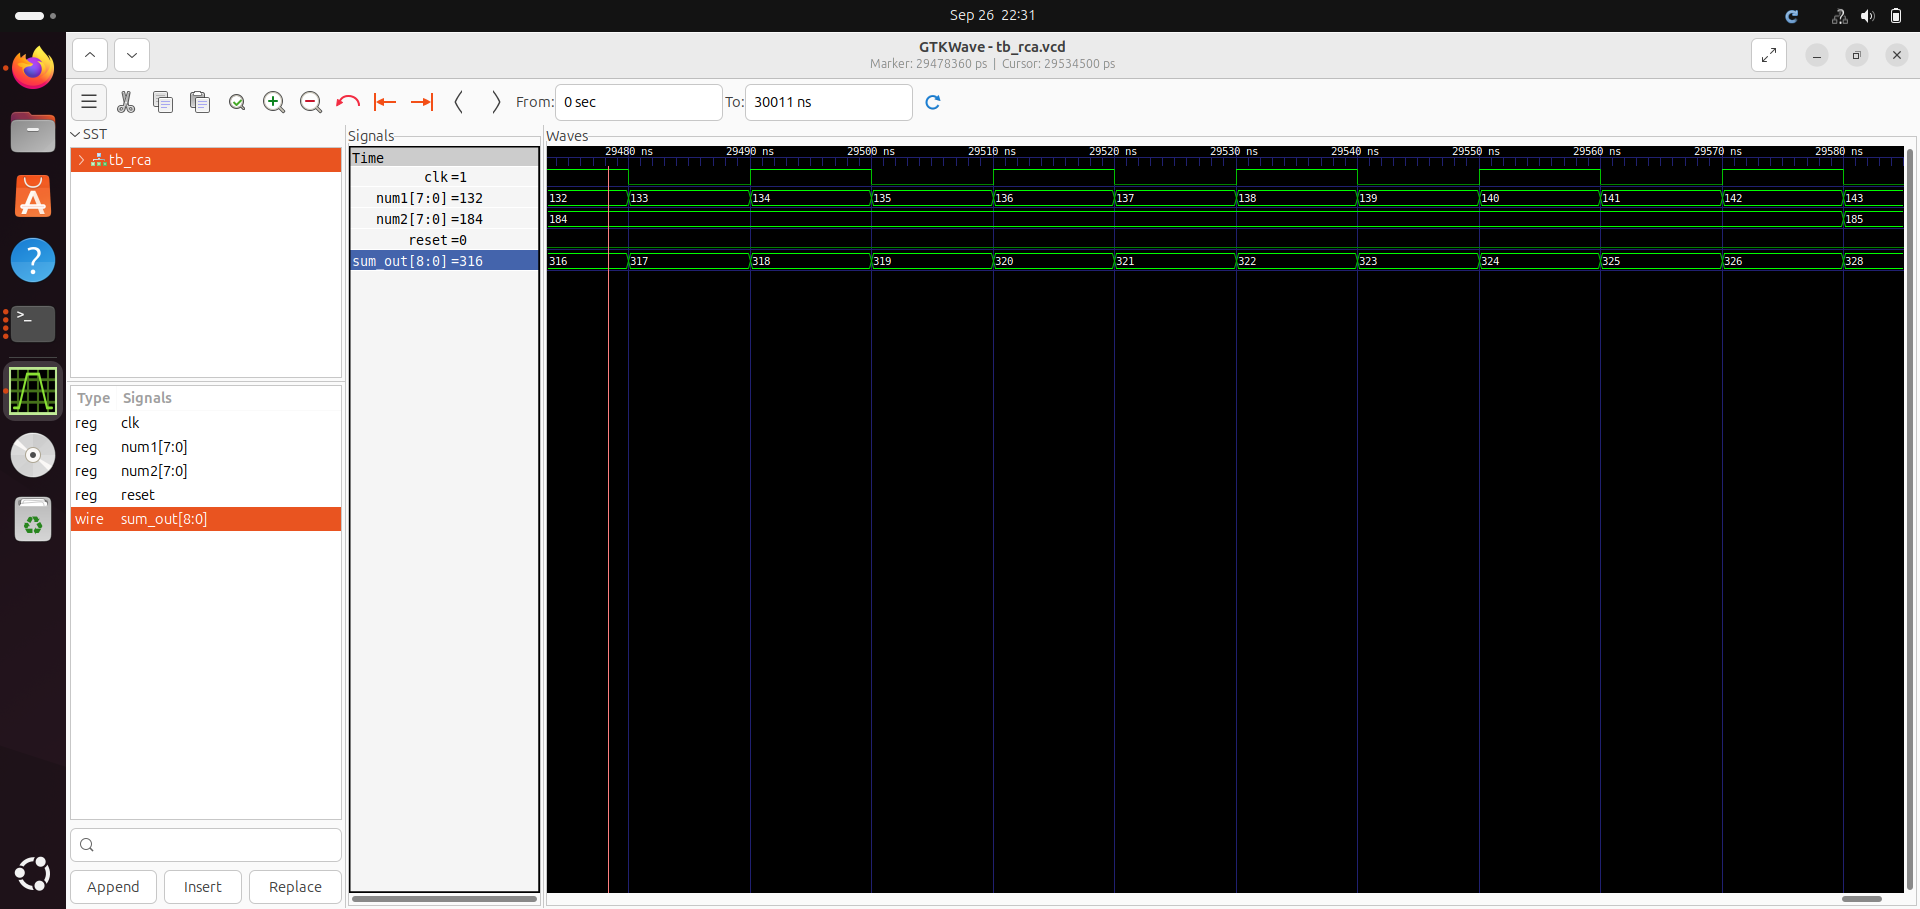 Sep 26 22:31
GTKWave - tb_rca.vcd
Marker: 29478360 ps | Cursor: 29534500 ps
From: 0 sec To: 30011 ns
SST
tb_rca
Type Signals
reg clk
reg num1[7:0]
reg num2[7:0]
reg reset
wire sum_out[8:0]
Append Insert Replace
Signals
Time
clk =1
num1[7:0] =132
num2[7:0] =184
reset =0
sum_out[8:0] =316
Waves
29480 ns 29490 ns 29500 ns 29510 ns 29520 ns 29530 ns 29540 ns 29550 ns 29560 ns 29570 ns 29580 ns
132 133 134 135 136 137 138 139 140 141 142 143
184 185
316 317 318 319 320 321 322 323 324 325 326 328